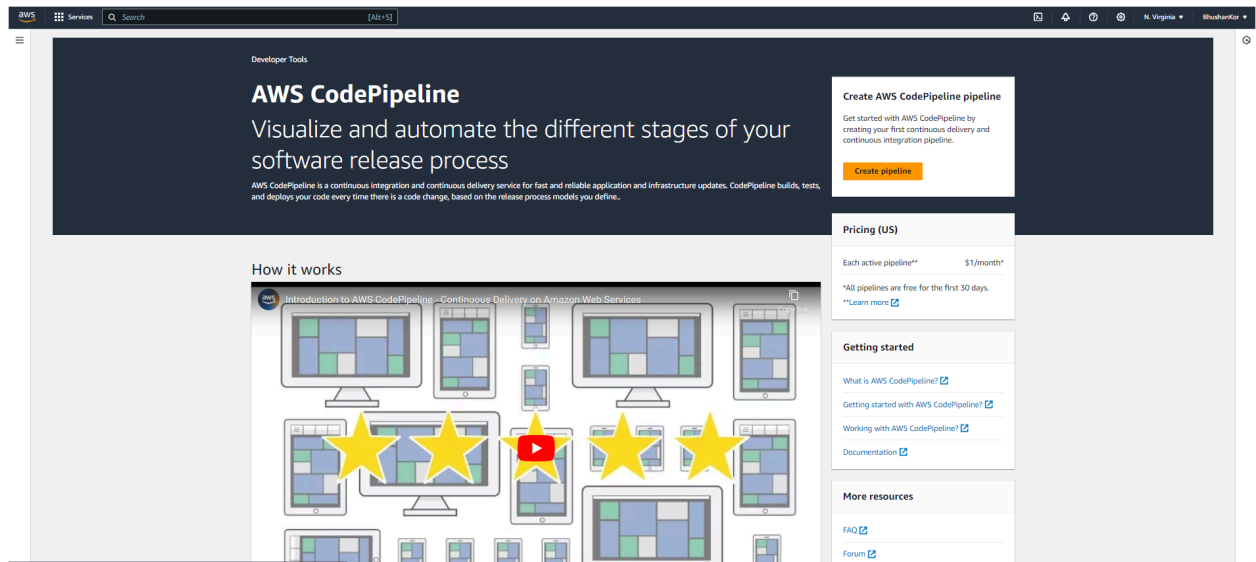 aws
Services
Search
[Alt+S]
N. Virginia
BhushanKor
Developer Tools
AWS CodePipeline
Visualize and automate the different stages of your
software release process
AWS CodePipeline is a continuous integration and continuous delivery service for fast and reliable application and infrastructure updates. CodePipeline builds, tests,
and deploys your code every time there is a code change, based on the release process models you define..
Create AWS CodePipeline pipeline
Get started with AWS CodePipeline by
creating your first continuous delivery and
continuous integration pipeline.
Create pipeline
Pricing (US)
Each active pipeline** $1/month*
*All pipelines are free for the first 30 days.
**Learn more
How it works
aws
Introduction to AWS CodePipeline - Continuous Delivery on Amazon Web Services
Copy link
Getting started
What is AWS CodePipeline?
Getting started with AWS CodePipeline?
Working with AWS CodePipeline?
Documentation
More resources
FAQ
Forum